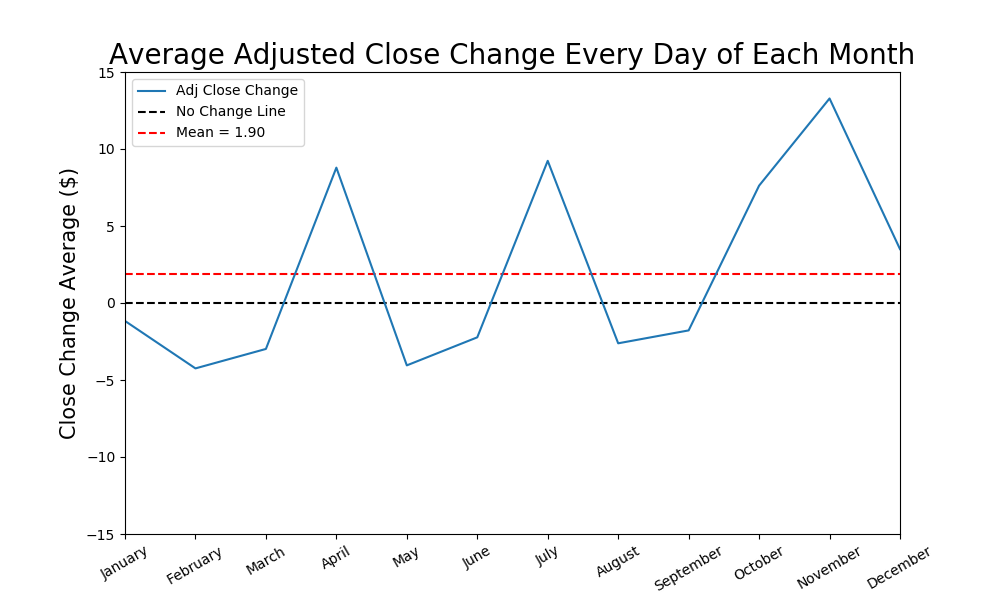 Average Adjusted Close Change Every Day of Each Month
Adj Close Change
No Change Line
Mean = 1.90
Close Change Average ($)
15
10
5
0
−5
−10
−15
January
February
March
April
May
June
July
August
September
October
November
December